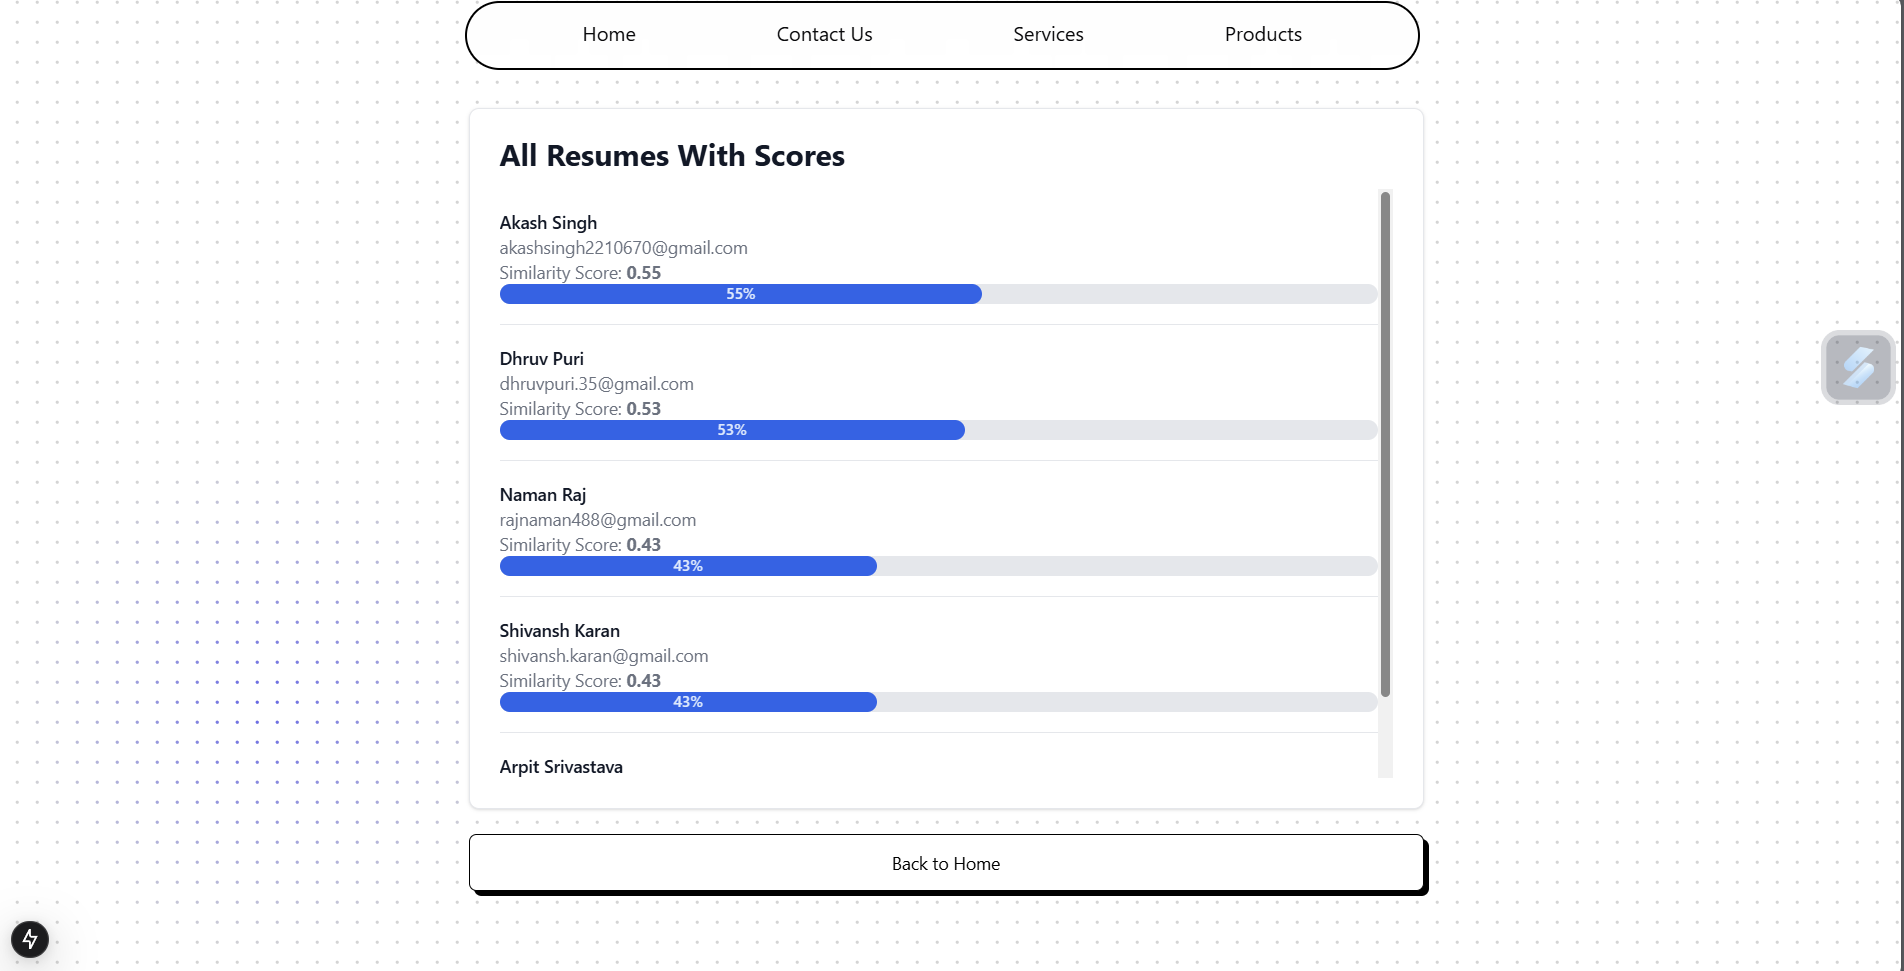 Home Contact Us Services Products
All Resumes With Scores
Akash Singh
akashsingh2210670@gmail.com
Similarity Score: 0.55
55%
Dhruv Puri
dhruvpuri.35@gmail.com
Similarity Score: 0.53
53%
Naman Raj
rajnaman488@gmail.com
Similarity Score: 0.43
43%
Shivansh Karan
shivansh.karan@gmail.com
Similarity Score: 0.43
43%
Arpit Srivastava
Back to Home